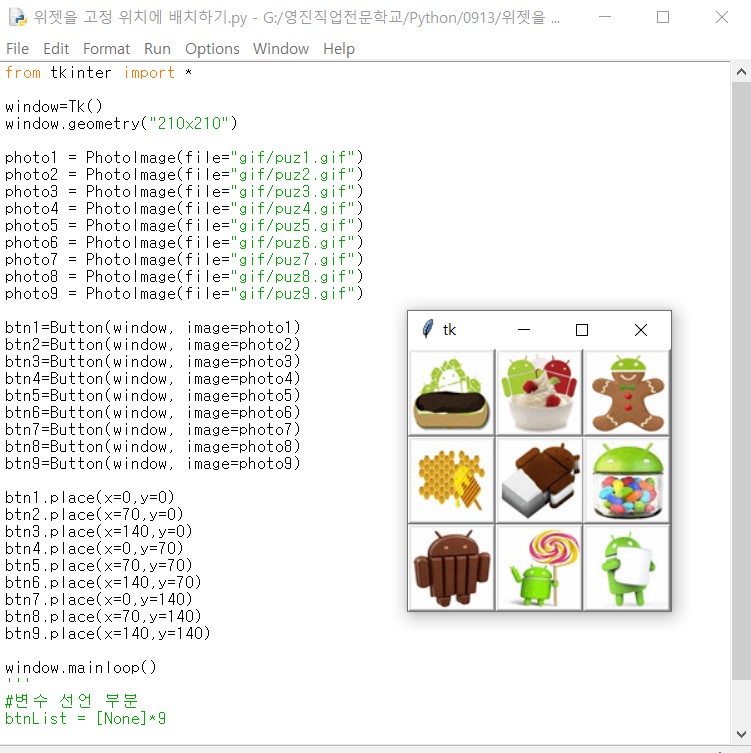 위젯을 고정 위치에 배치하기.py - G:/영진직업전문학교/Python/0913/위젯을 ...
File Edit Format Run Options Window Help
from tkinter import *
window=Tk()
window.geometry("210x210")
photo1 = PhotoImage(file="gif/puz1.gif")
photo2 = PhotoImage(file="gif/puz2.gif")
photo3 = PhotoImage(file="gif/puz3.gif")
photo4 = PhotoImage(file="gif/puz4.gif")
photo5 = PhotoImage(file="gif/puz5.gif")
photo6 = PhotoImage(file="gif/puz6.gif")
photo7 = PhotoImage(file="gif/puz7.gif")
photo8 = PhotoImage(file="gif/puz8.gif")
photo9 = PhotoImage(file="gif/puz9.gif")
btn1=Button(window, image=photo1)
btn2=Button(window, image=photo2)
btn3=Button(window, image=photo3)
btn4=Button(window, image=photo4)
btn5=Button(window, image=photo5)
btn6=Button(window, image=photo6)
btn7=Button(window, image=photo7)
btn8=Button(window, image=photo8)
btn9=Button(window, image=photo9)
btn1.place(x=0,y=0)
btn2.place(x=70,y=0)
btn3.place(x=140,y=0)
btn4.place(x=0,y=70)
btn5.place(x=70,y=70)
btn6.place(x=140,y=70)
btn7.place(x=0,y=140)
btn8.place(x=70,y=140)
btn9.place(x=140,y=140)
window.mainloop()
'''
#변수 선언 부분
btnList = [None]*9
tk